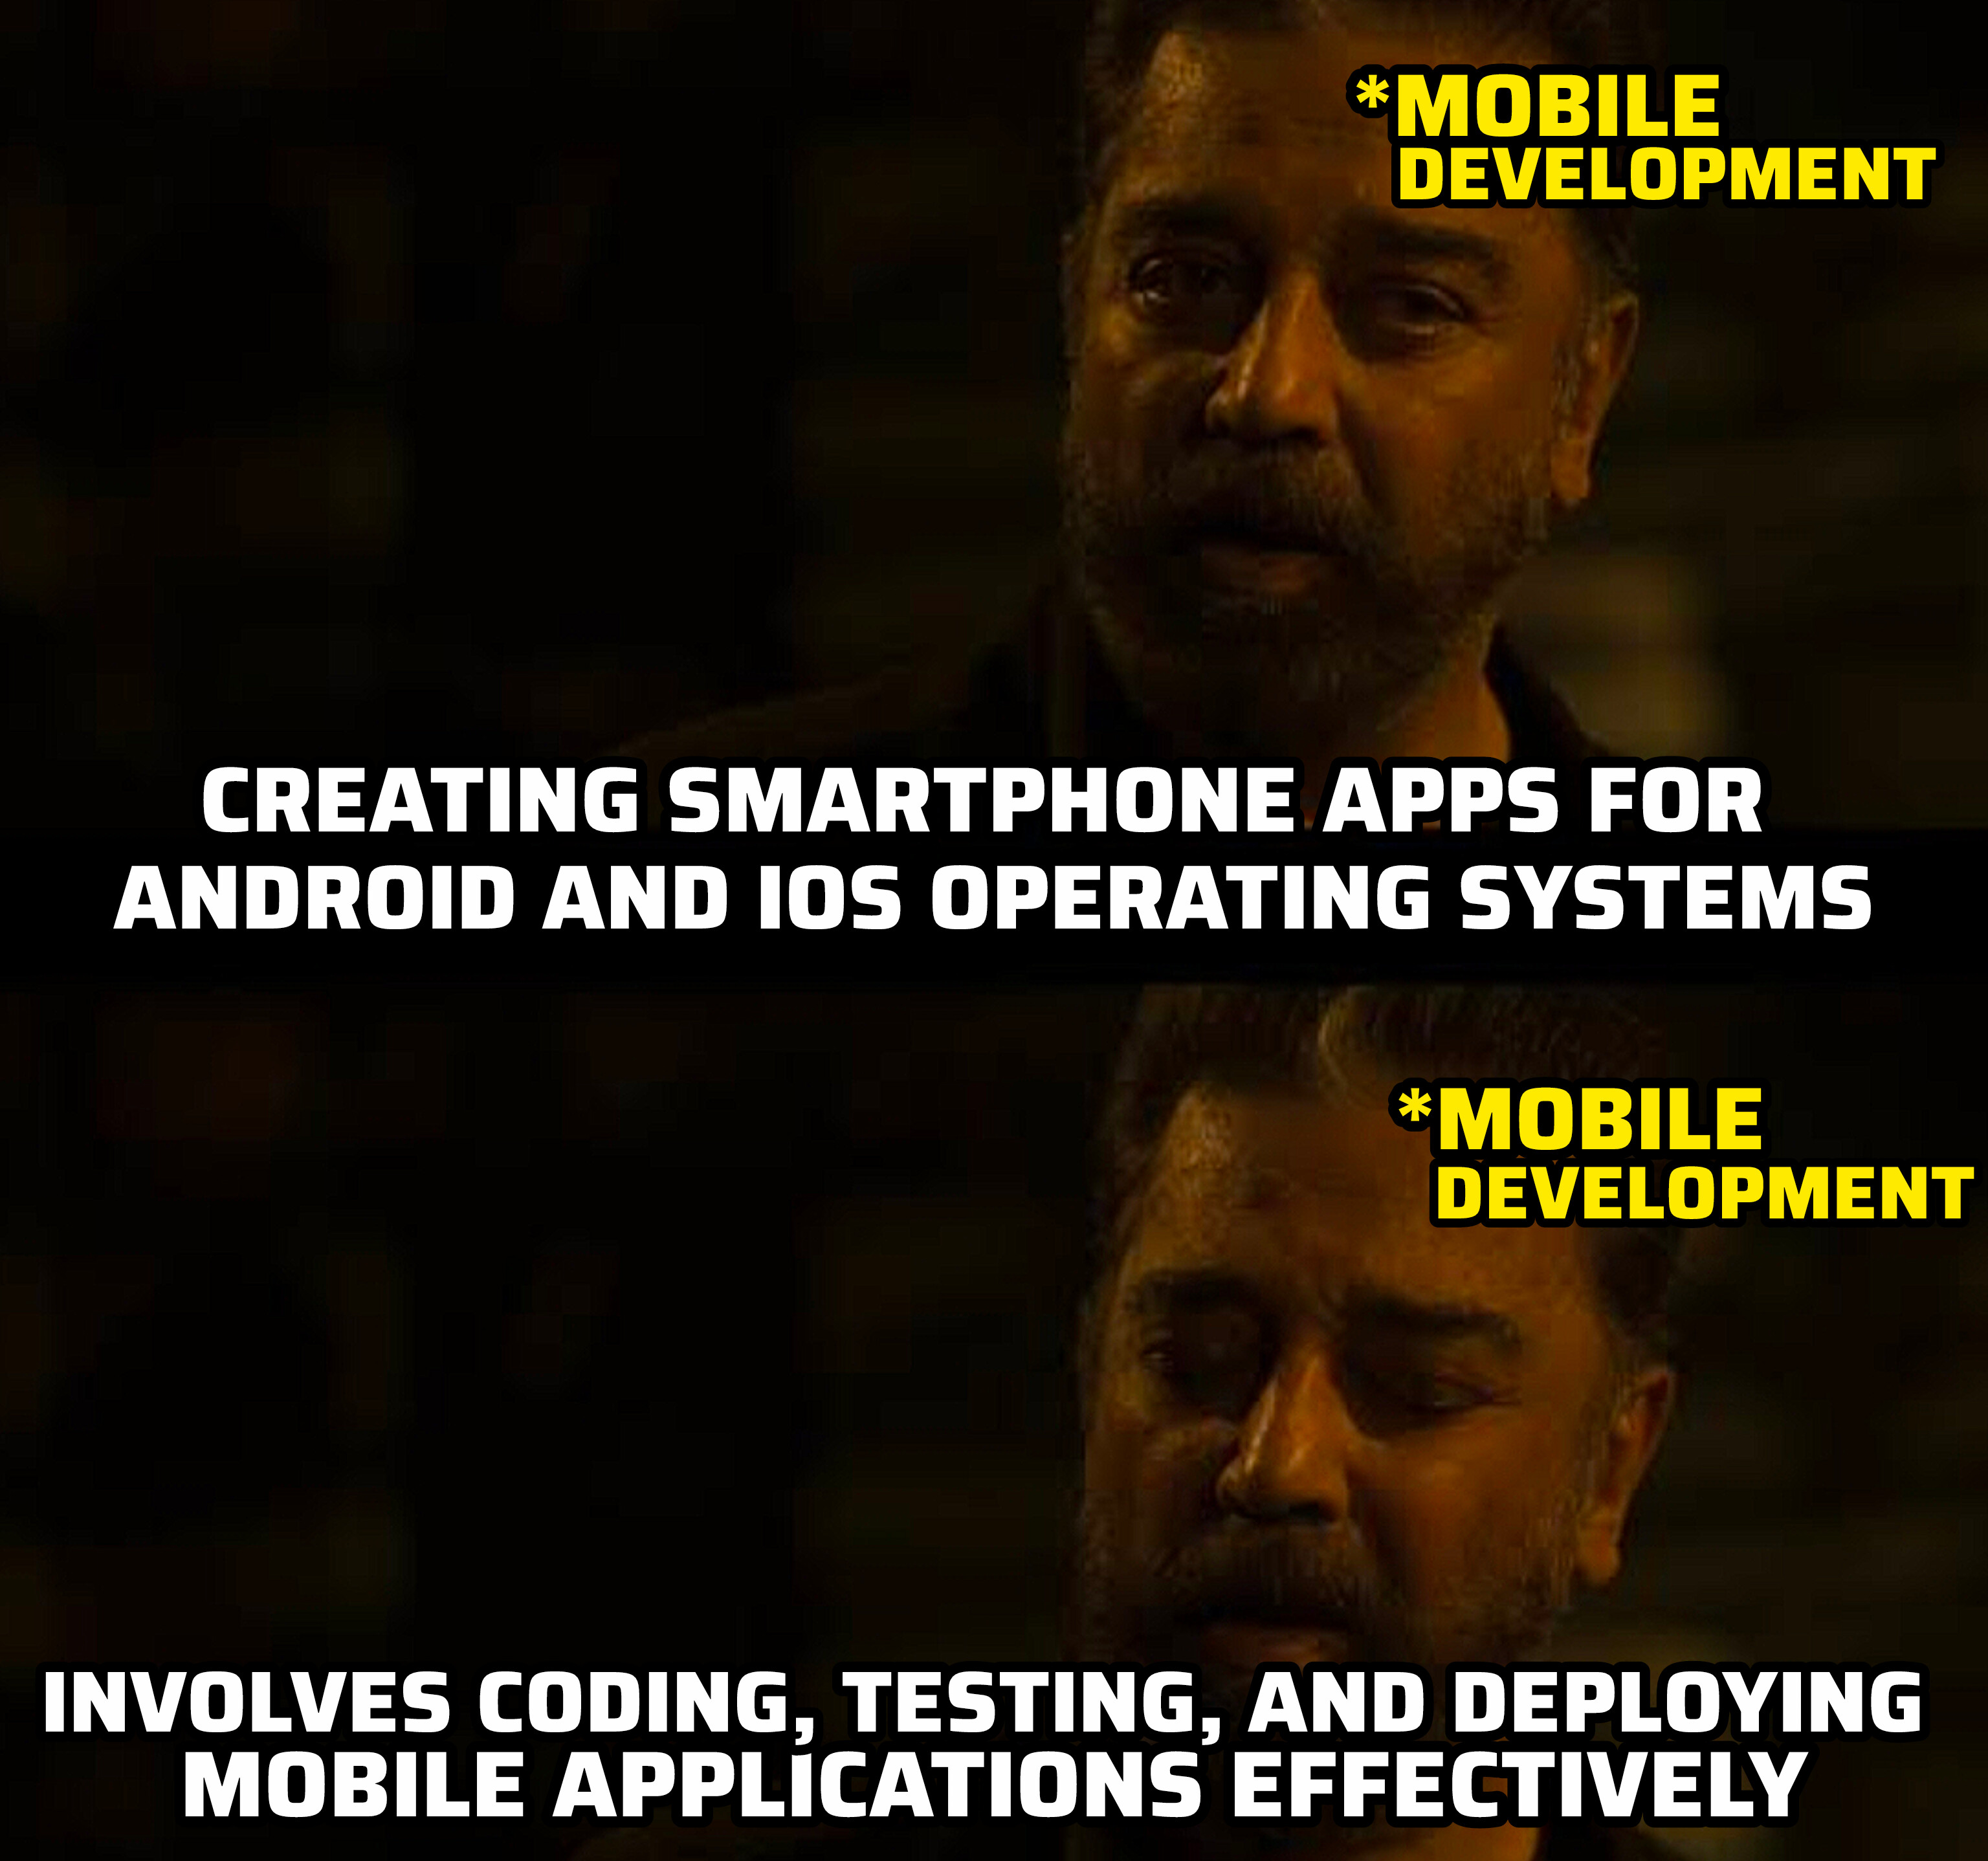 *MOBILE
DEVELOPMENT
CREATING SMARTPHONE APPS FOR
ANDROID AND IOS OPERATING SYSTEMS
*MOBILE
DEVELOPMENT
INVOLVES CODING, TESTING, AND DEPLOYING
MOBILE APPLICATIONS EFFECTIVELY